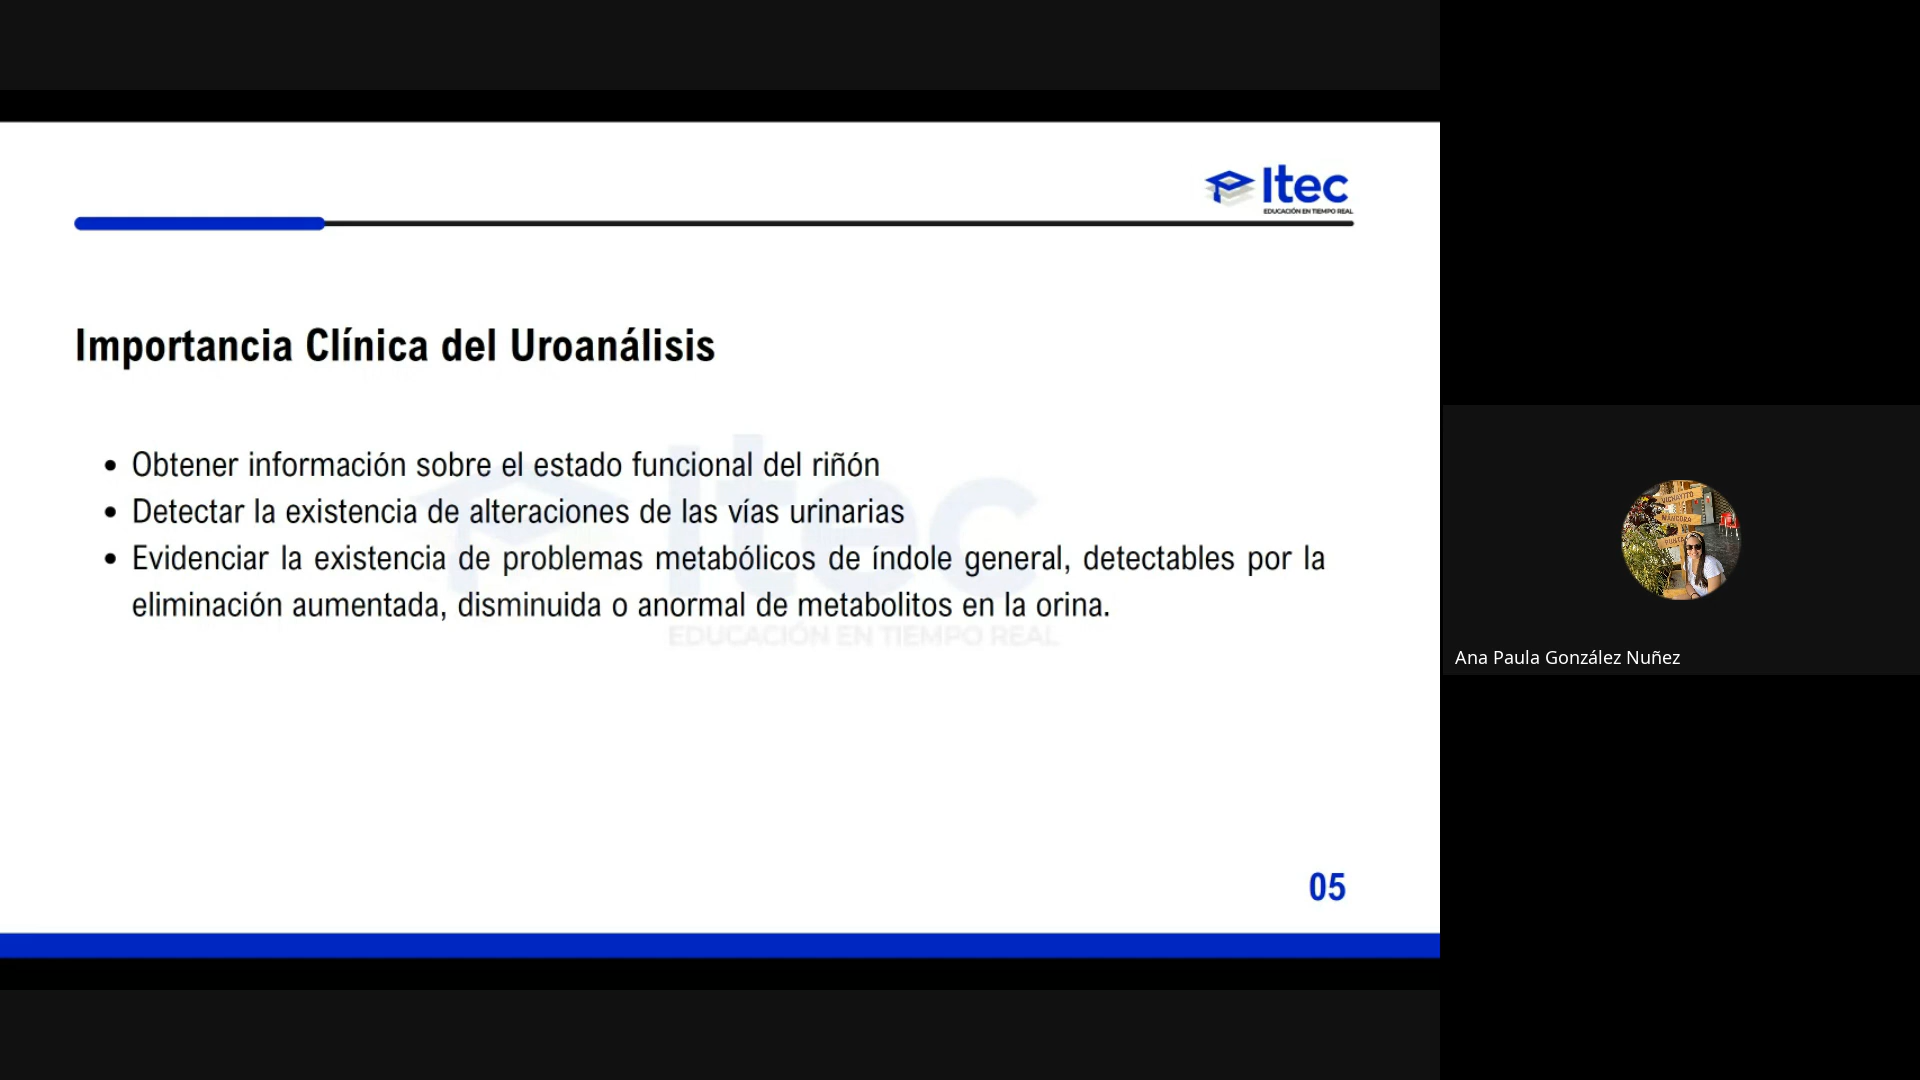 Itec
EDUCACIÓN EN TIEMPO REAL
Importancia Clínica del Uroanálisis
• Obtener información sobre el estado funcional del riñón
• Detectar la existencia de alteraciones de las vías urinarias
• Evidenciar la existencia de problemas metabólicos de índole general, detectables por la
eliminación aumentada, disminuida o anormal de metabolitos en la orina.
Itec
EDUCACIÓN EN TIEMPO REAL
05
VICHAYITO
MÁNCORA
PUNTA
Ana Paula González Nuñez